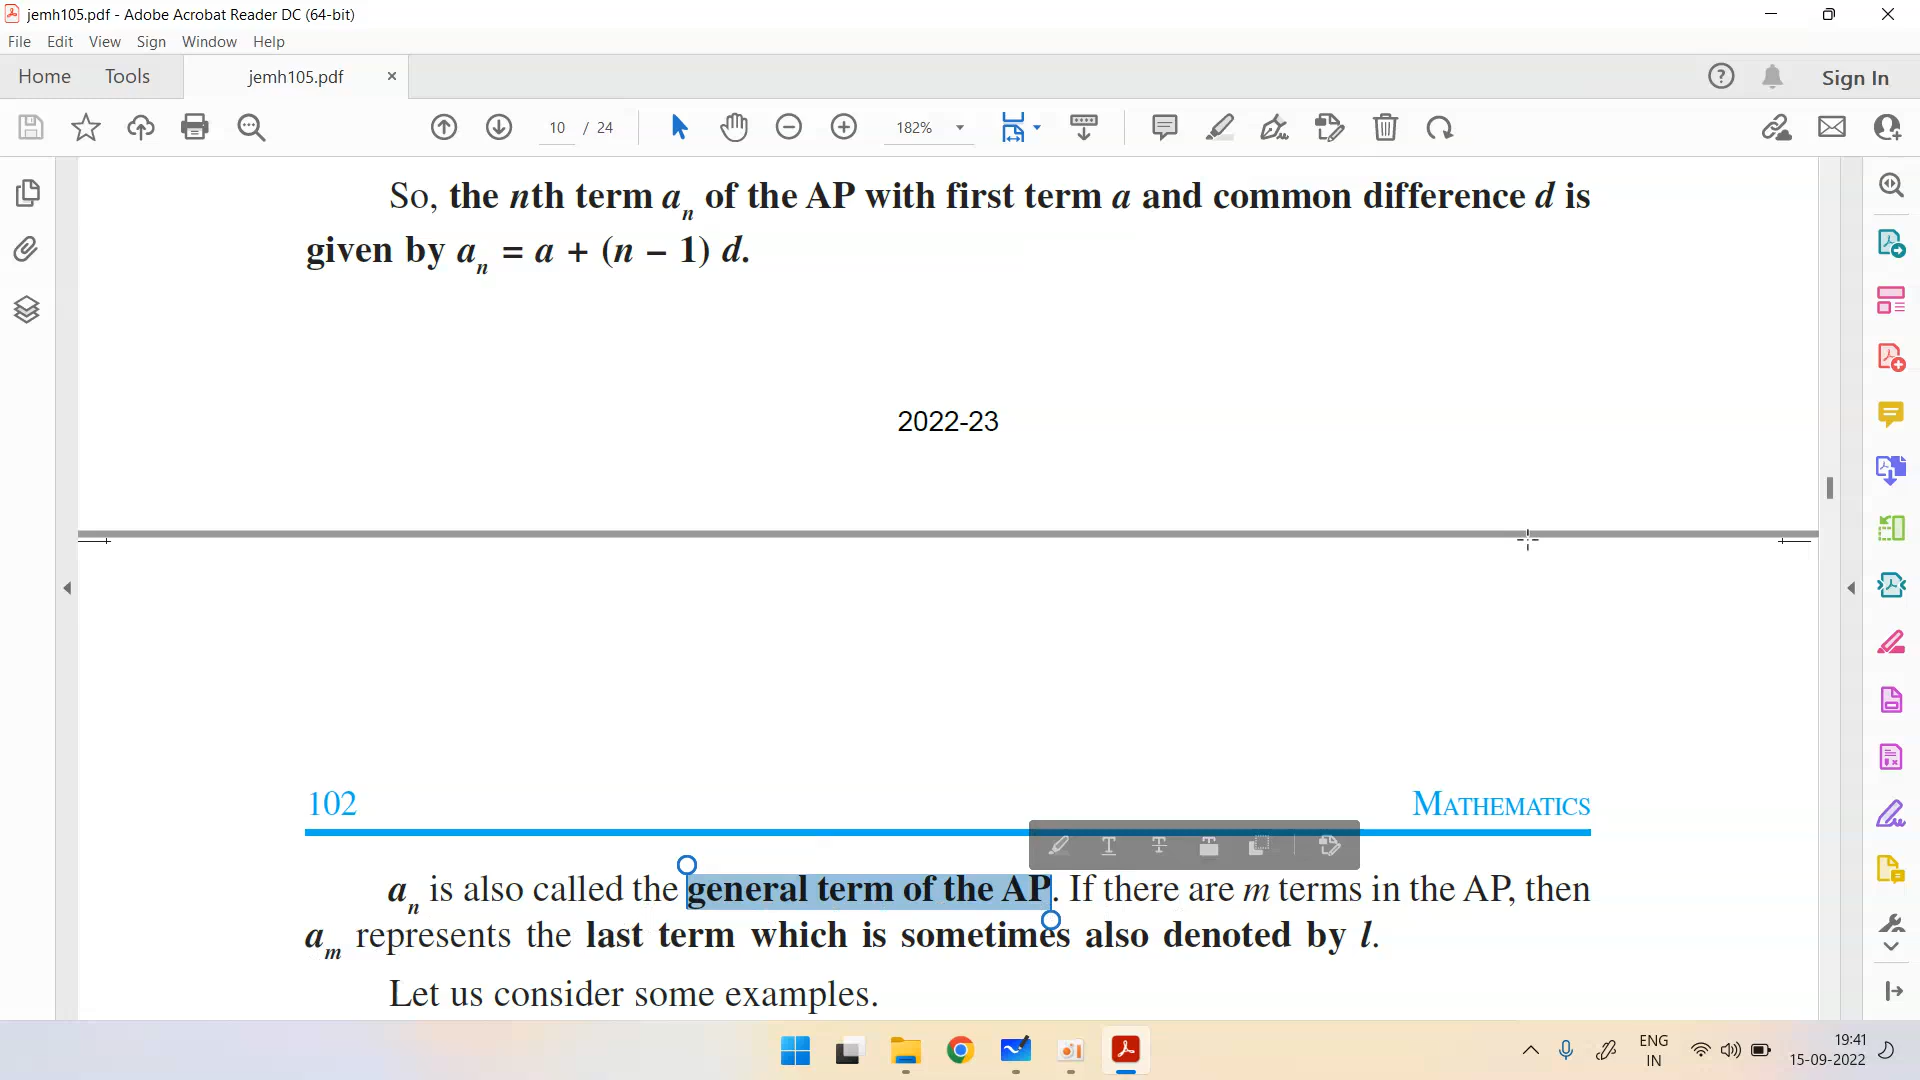 jemh105.pdf - Adobe Acrobat Reader DC (64-bit)
File Edit View Sign Window Help
Home Tools jemh105.pdf × Sign In
10 / 24 182%
So, the nth term aₙ of the AP with first term a and common difference d is
given by aₙ = a + (n – 1) d.
2022-23
102 MATHEMATICS
aₙ is also called the general term of the AP. If there are m terms in the AP, then
aₘ represents the last term which is sometimes also denoted by l.
Let us consider some examples.
ENG 19:41
IN 15-09-2022